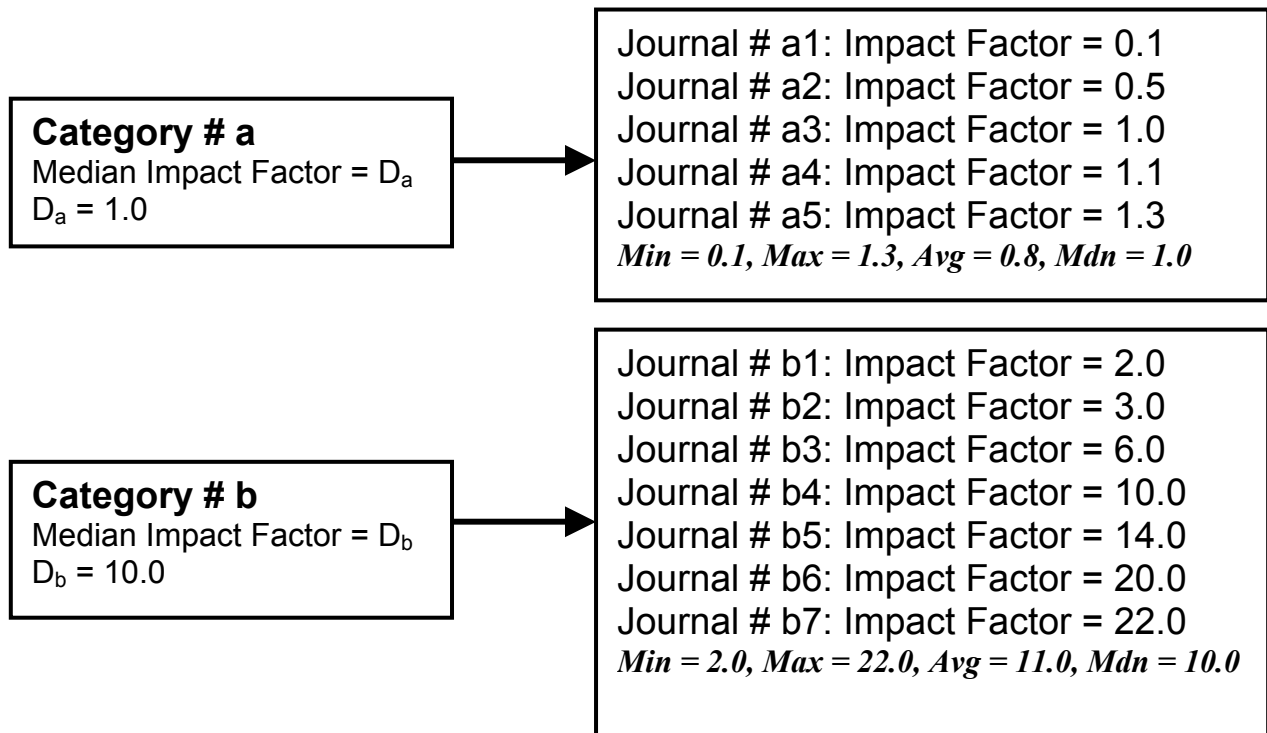 Category # a
Median Impact Factor = Dₐ
Dₐ = 1.0
Journal # a1: Impact Factor = 0.1
Journal # a2: Impact Factor = 0.5
Journal # a3: Impact Factor = 1.0
Journal # a4: Impact Factor = 1.1
Journal # a5: Impact Factor = 1.3
Min = 0.1, Max = 1.3, Avg = 0.8, Mdn = 1.0
Category # b
Median Impact Factor = Db
Db = 10.0
Journal # b1: Impact Factor = 2.0
Journal # b2: Impact Factor = 3.0
Journal # b3: Impact Factor = 6.0
Journal # b4: Impact Factor = 10.0
Journal # b5: Impact Factor = 14.0
Journal # b6: Impact Factor = 20.0
Journal # b7: Impact Factor = 22.0
Min = 2.0, Max = 22.0, Avg = 11.0, Mdn = 10.0